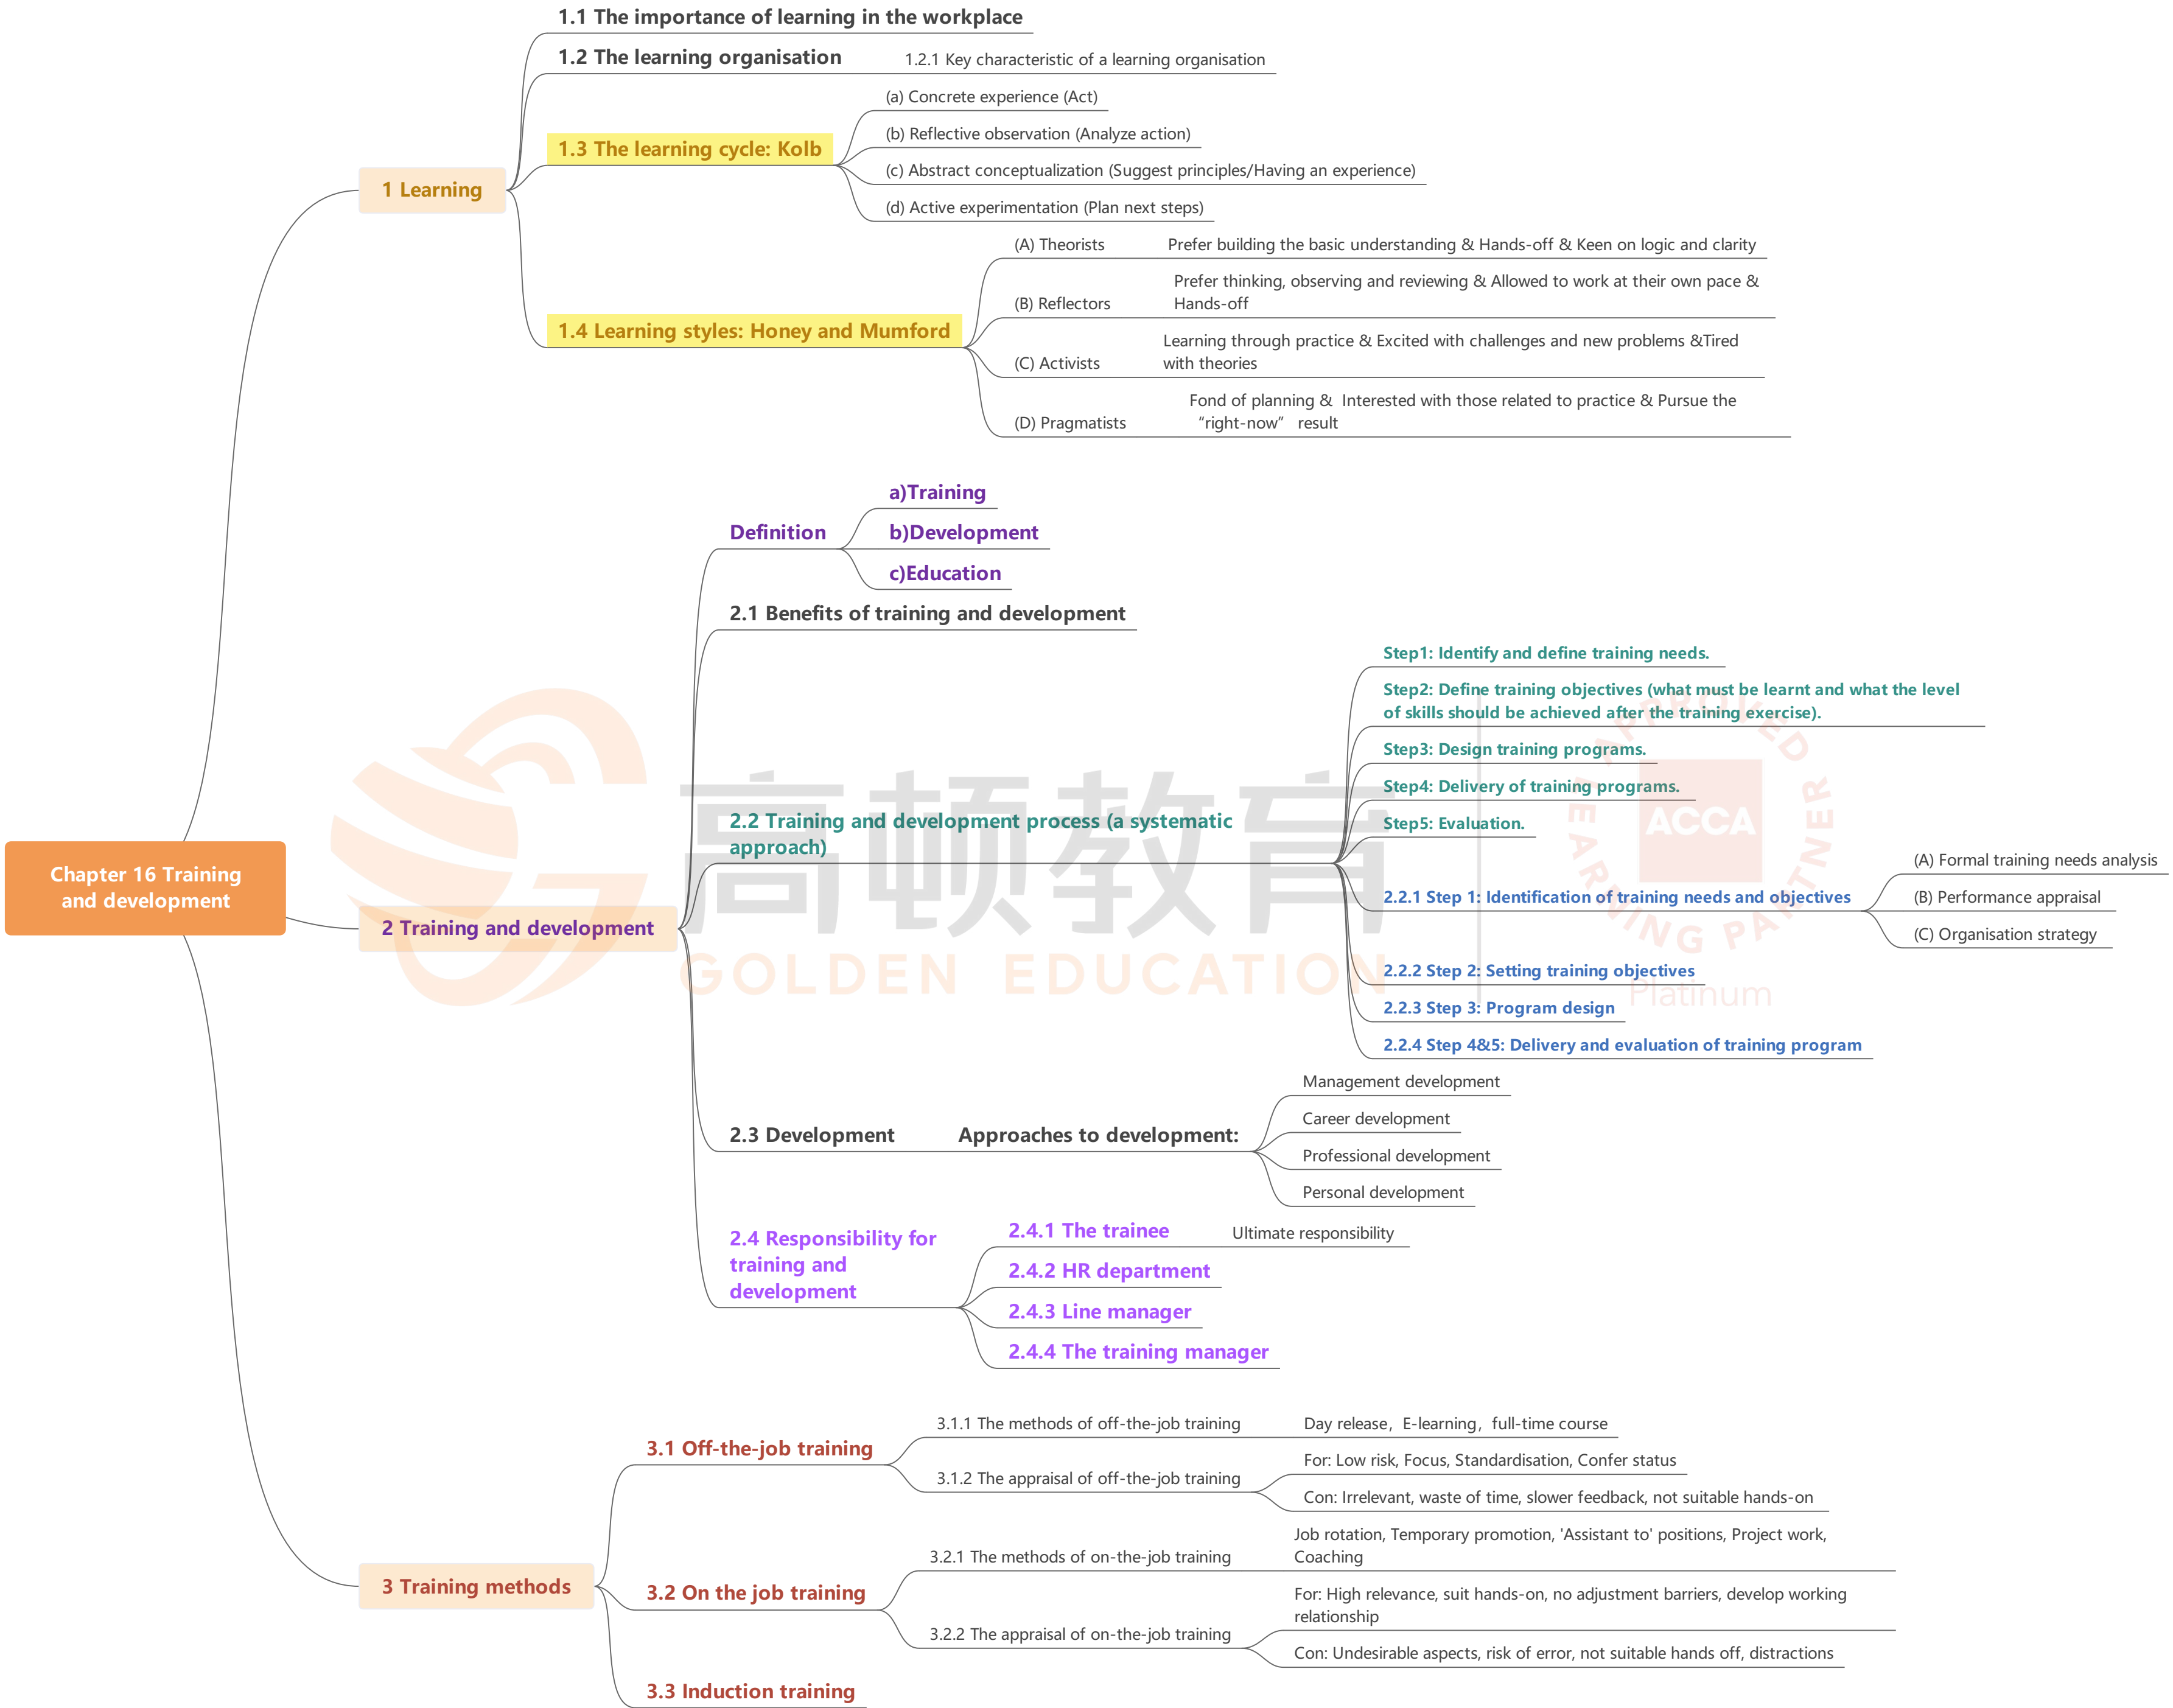 1.1 The importance of learning in the workplace
1.2 The learning organisation
1.2.1 Key characteristic of a learning organisation
(a) Concrete experience (Act)
(b) Reflective observation (Analyze action)
1.3 The learning cycle: Kolb
(c) Abstract conceptualization (Suggest principles/Having an experience)
(d) Active experimentation (Plan next steps)
1 Learning
(A) Theorists
Prefer building the basic understanding & Hands-off & Keen on logic and clarity
Prefer thinking, observing and reviewing & Allowed to work at their own pace &
Hands-off
(B) Reflectors
1.4 Learning styles: Honey and Mumford
Learning through practice & Excited with challenges and new problems &Tired
with theories
(C) Activists
Fond of planning &  Interested with those related to practice & Pursue the
“right-now” result
(D) Pragmatists
a)Training
Definition
b)Development
c)Education
2.1 Benefits of training and development
Step1: Identify and define training needs.
Step2: Define training objectives (what must be learnt and what the level
of skills should be achieved after the training exercise).
Step3: Design training programs.
Step4: Delivery of training programs.
2.2 Training and development process (a systematic
approach)
Step5: Evaluation.
2.2.1 Step 1: Identification of training needs and objectives
(A) Formal training needs analysis
(B) Performance appraisal
(C) Organisation strategy
2.2.2 Step 2: Setting training objectives
2.2.3 Step 3: Program design
2.2.4 Step 4&5: Delivery and evaluation of training program
Chapter 16 Training
and development
2 Training and development
高顿教育
GOLDEN EDUCATION
APPROVED LEARNING PARTNER
ACCA
Platinum
2.3 Development
Approaches to development:
Management development
Career development
Professional development
Personal development
2.4 Responsibility for
training and
development
2.4.1 The trainee
Ultimate responsibility
2.4.2 HR department
2.4.3 Line manager
2.4.4 The training manager
3.1 Off-the-job training
3.1.1 The methods of off-the-job training
Day release，E-learning，full-time course
3.1.2 The appraisal of off-the-job training
For: Low risk, Focus, Standardisation, Confer status
Con: Irrelevant, waste of time, slower feedback, not suitable hands-on
3 Training methods
3.2 On the job training
3.2.1 The methods of on-the-job training
Job rotation, Temporary promotion, 'Assistant to' positions, Project work,
Coaching
3.2.2 The appraisal of on-the-job training
For: High relevance, suit hands-on, no adjustment barriers, develop working
relationship
Con: Undesirable aspects, risk of error, not suitable hands off, distractions
3.3 Induction training